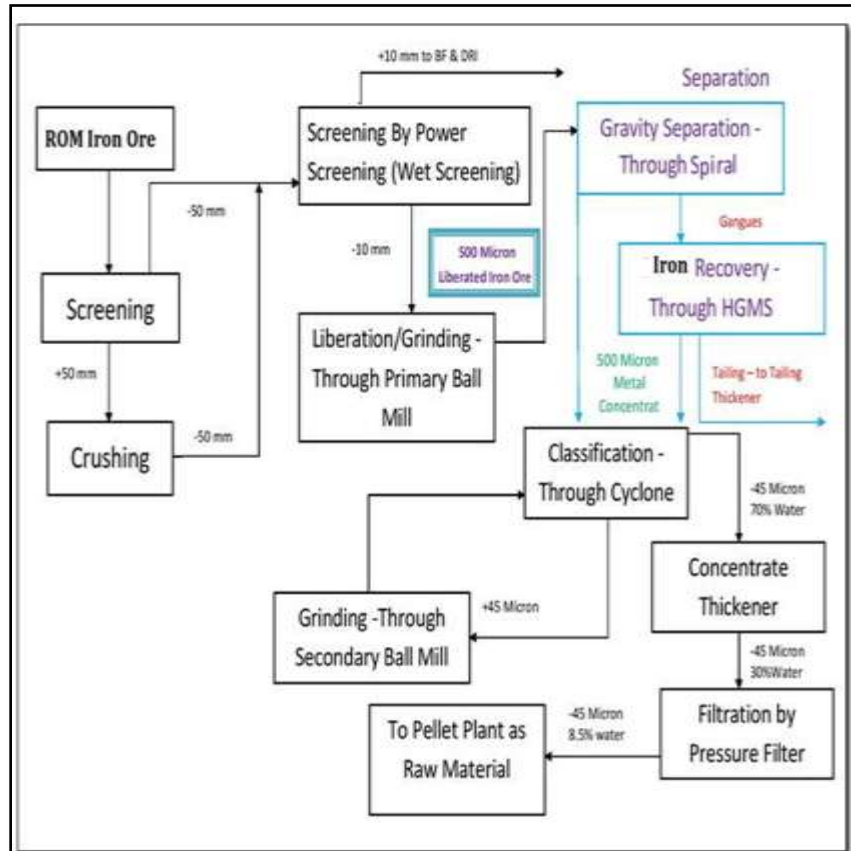 +10 mm to BF & DRI
Separation
ROM Iron Ore
Screening By Power
Screening (Wet Screening)
Gravity Separation -
Through Spiral
-50 mm
Gangues
-10 mm
500 Micron
Liberated Iron Ore
Iron Recovery -
Through HGMS
Screening
Liberation/Grinding -
Through Primary Ball
Mill
+50 mm
500 Micron
Metal
Concentrat
Tailing – to Tailing
Thickener
Crushing
-50 mm
Classification -
Through Cyclone
-45 Micron
70% Water
Concentrate
Thickener
+45 Micron
Grinding -Through
Secondary Ball Mill
-45 Micron
30%Water
Filtration by
Pressure Filter
-45 Micron
8.5% water
To Pellet Plant as
Raw Material